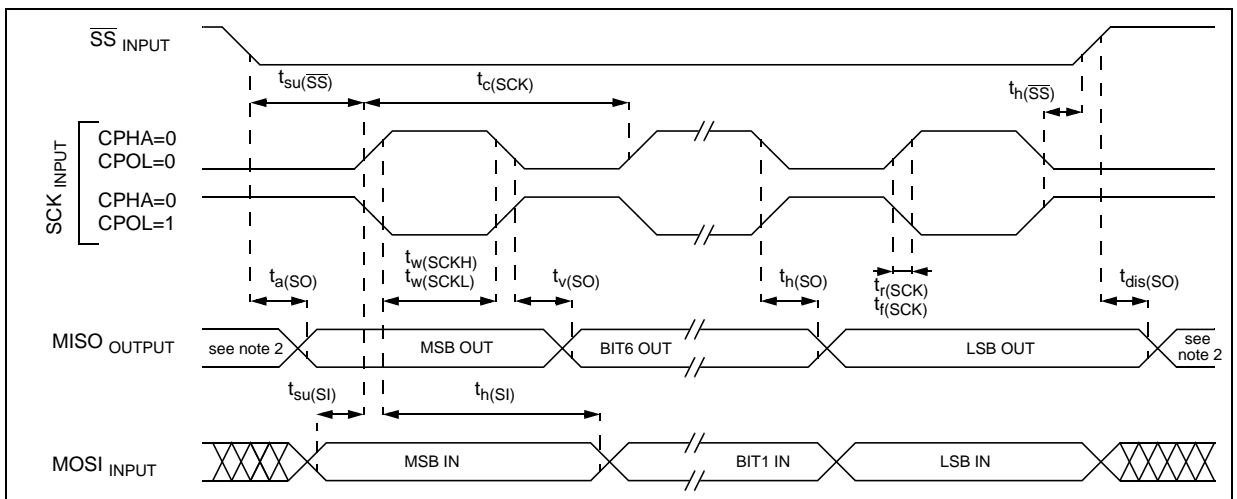 SS INPUT
tsu(SS)
tc(SCK)
th(SS)
SCK INPUT
CPHA=0
CPOL=0
CPHA=0
CPOL=1
ta(SO)
tw(SCKH)
tw(SCKL)
tv(SO)
th(SO)
tr(SCK)
tf(SCK)
tdis(SO)
MISO OUTPUT
see note 2
MSB OUT
BIT6 OUT
LSB OUT
see
note 2
tsu(SI)
th(SI)
MOSI INPUT
MSB IN
BIT1 IN
LSB IN